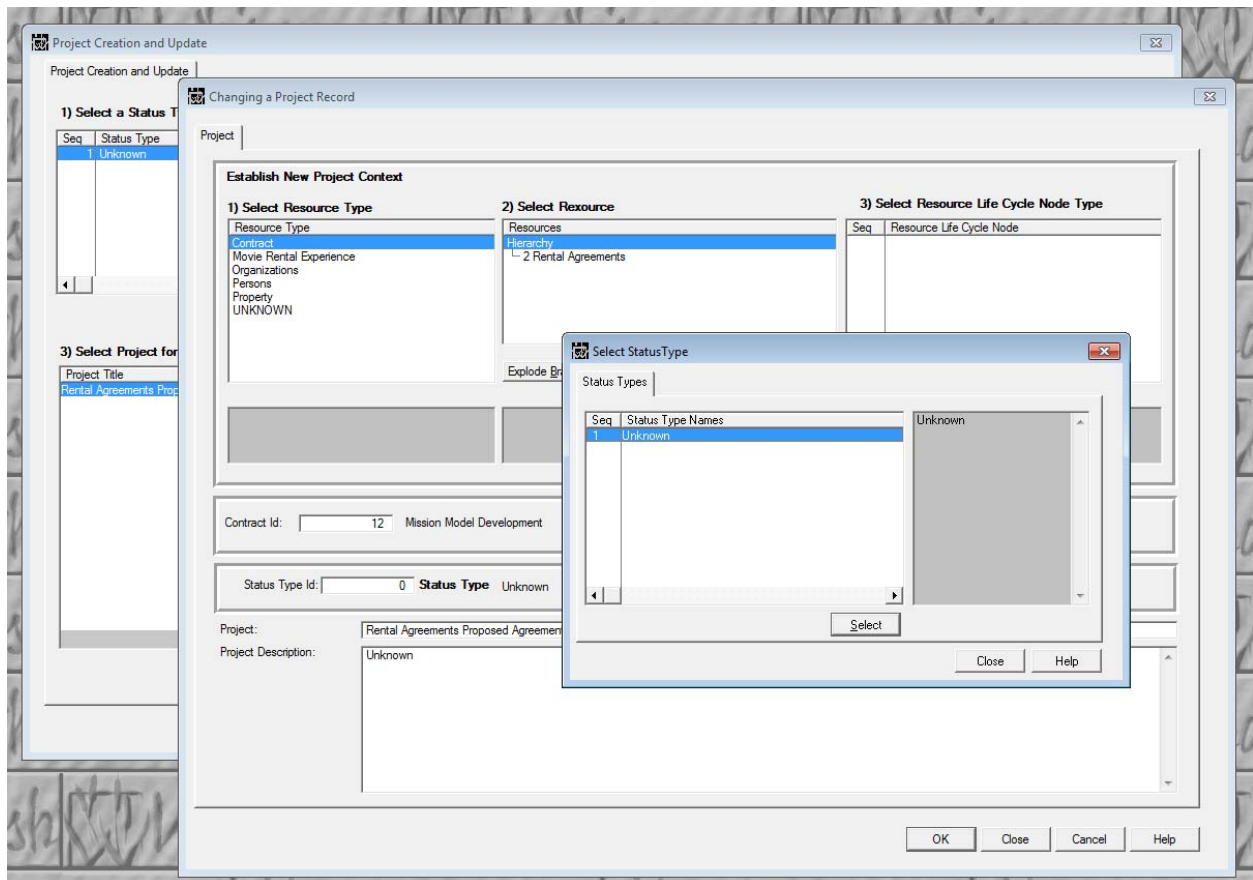 Project Creation and Update
Project Creation and Update
1) Select a Status T
Seq Status Type
1 Unknown
3) Select Project for
Project Title
Rental Agreements Prop
Changing a Project Record
Project
Establish New Project Context
1) Select Resource Type
Resource Type
Contract
Movie Rental Experience
Organizations
Persons
Property
UNKNOWN
2) Select Rexource
Resources
Hierarchy
2 Rental Agreements
Explode Br
3) Select Resource Life Cycle Node Type
Seq Resource Life Cycle Node
Contract Id: 12 Mission Model Development
Status Type Id: 0 Status Type Unknown
Project: Rental Agreements Proposed Agreemen
Project Description: Unknown
OK Close Cancel Help
Select StatusType
Status Types
Seq Status Type Names
1 Unknown
Unknown
Select
Close Help